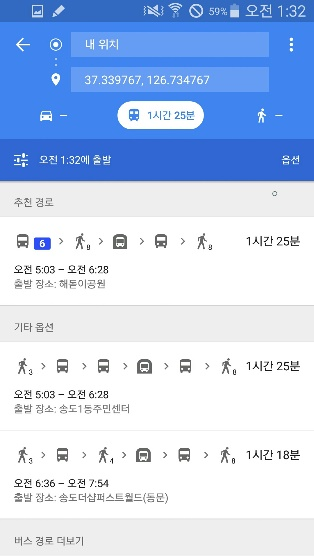 59% 오전 1:32
내 위치
37.339767, 126.734767
– 1시간 25분 –
오전 1:32에 출발 옵션
추천 경로
6 8 8 1시간 25분
오전 5:03 – 오전 6:28
출발 장소: 해돋이공원
기타 옵션
3 8 1시간 25분
오전 5:03 – 오전 6:28
출발 장소: 송도1동주민센터
3 4 8 1시간 18분
오전 6:36 – 오전 7:54
출발 장소: 송도더샵퍼스트월드(동문)
버스 경로 더보기